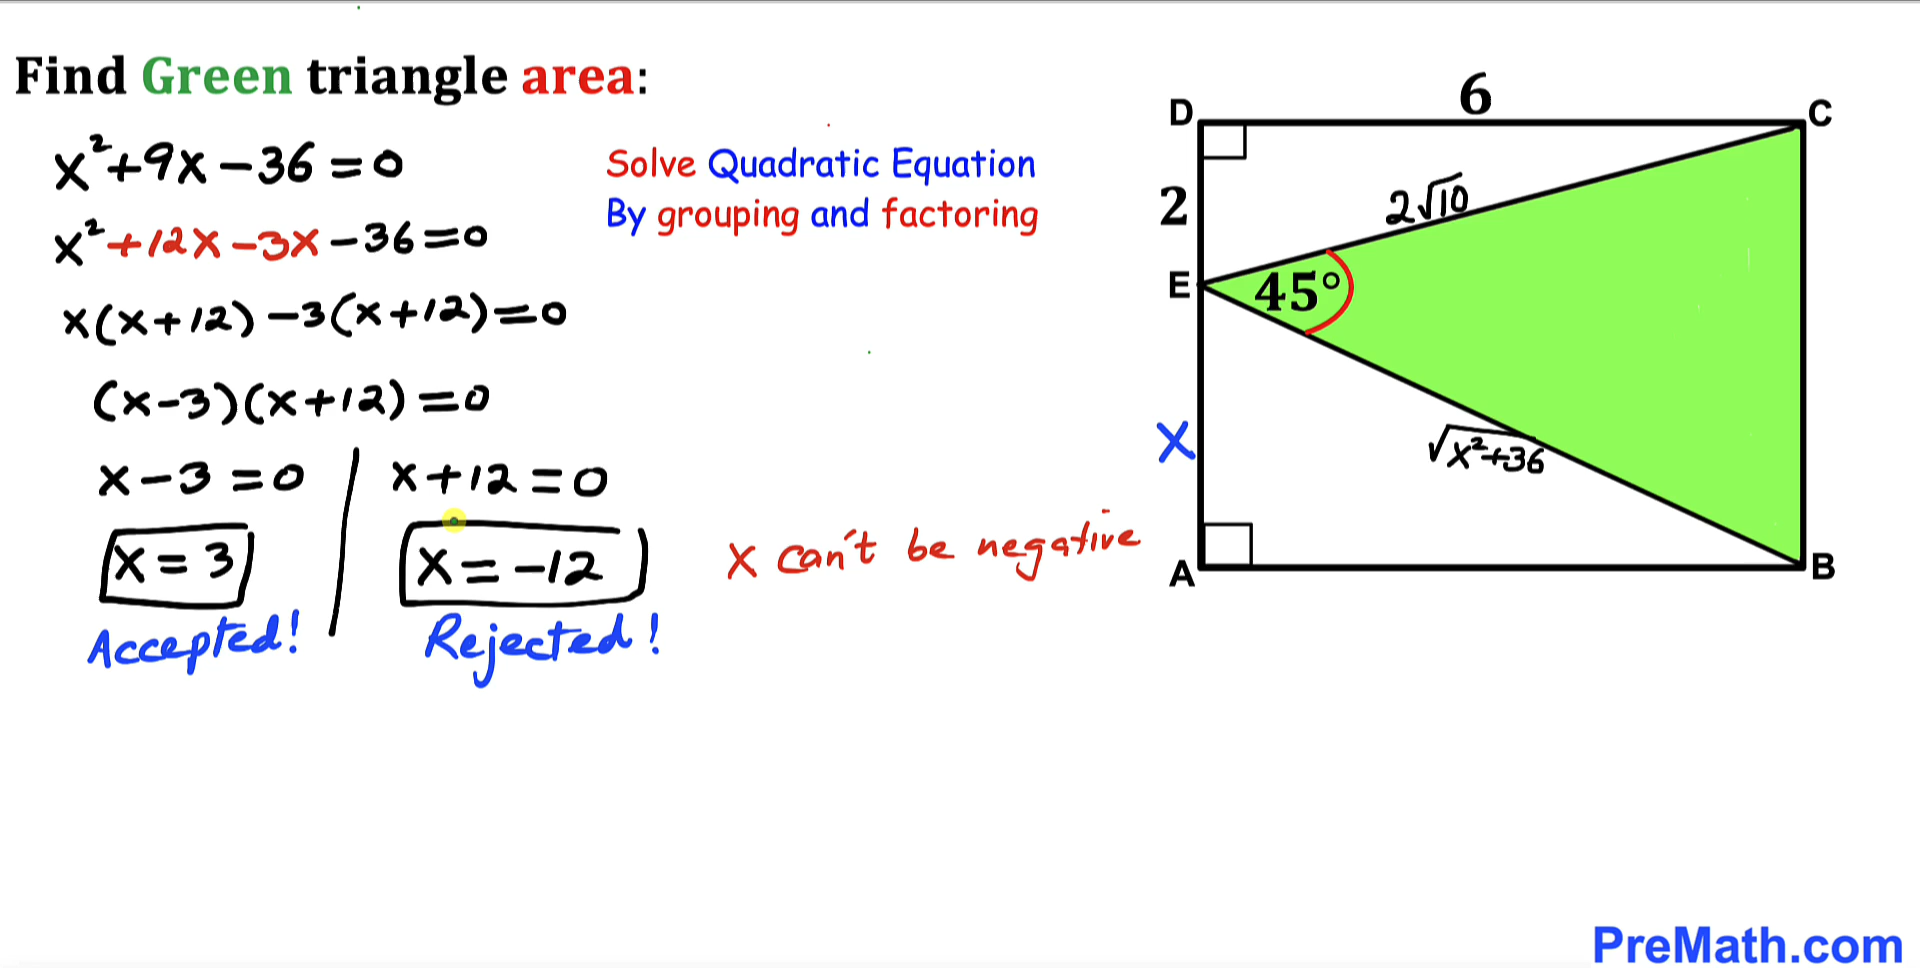 Find Green triangle area:
x²+9x-36=0
x²+12x-3x-36=0
x(x+12)-3(x+12)=0
(x-3)(x+12)=0
x-3=0
x+12=0
x=3
x=-12
x can't be negative
Accepted!
Rejected!
Solve Quadratic Equation
By grouping and factoring
D
6
C
2
2√10
E
45°
X
√x²+36
A
B
PreMath.com